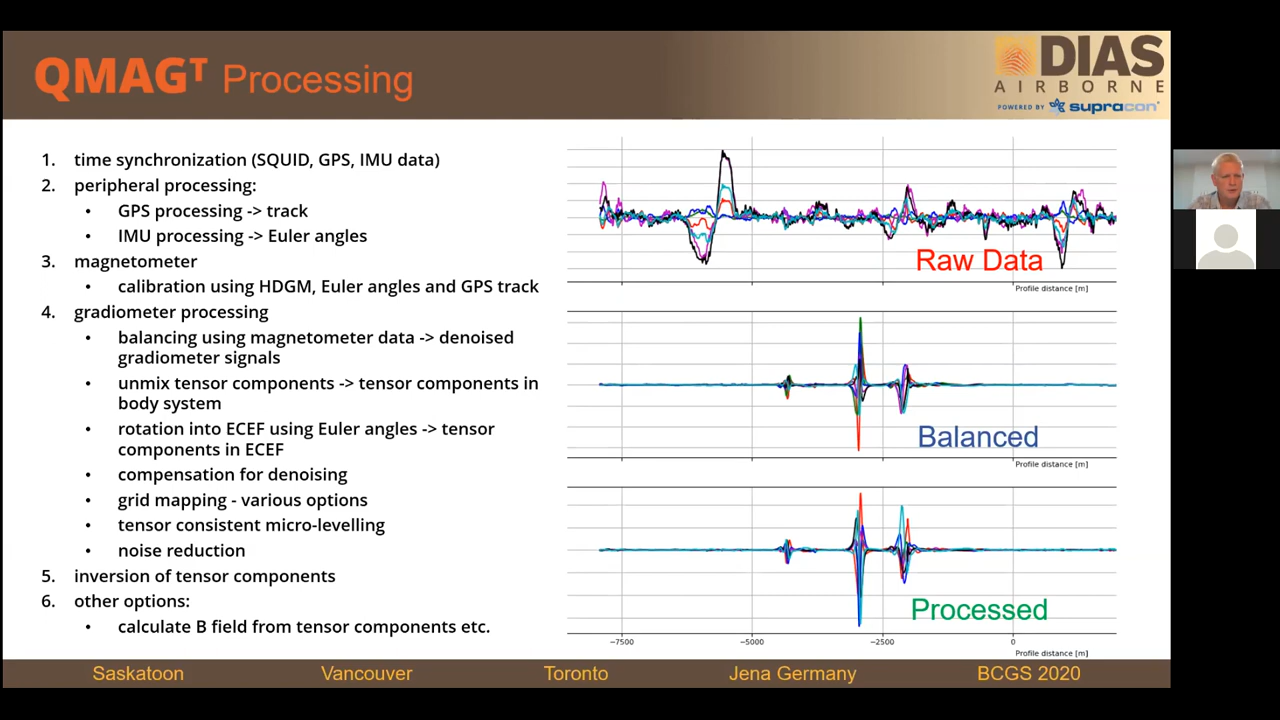 QMAGT Processing
DIAS
AIRBORNE
POWERED BY supracon
1. time synchronization (SQUID, GPS, IMU data)
2. peripheral processing:
• GPS processing -> track
• IMU processing -> Euler angles
3. magnetometer
• calibration using HDGM, Euler angles and GPS track
4. gradiometer processing
• balancing using magnetometer data -> denoised
gradiometer signals
• unmix tensor components -> tensor components in
body system
• rotation into ECEF using Euler angles -> tensor
components in ECEF
• compensation for denoising
• grid mapping - various options
• tensor consistent micro-levelling
• noise reduction
5. inversion of tensor components
6. other options:
• calculate B field from tensor components etc.
Raw Data
Profile distance [m]
Balanced
Profile distance [m]
Processed
−7500 −5000 −2500 0
Profile distance [m]
Saskatoon Vancouver Toronto Jena Germany BCGS 2020